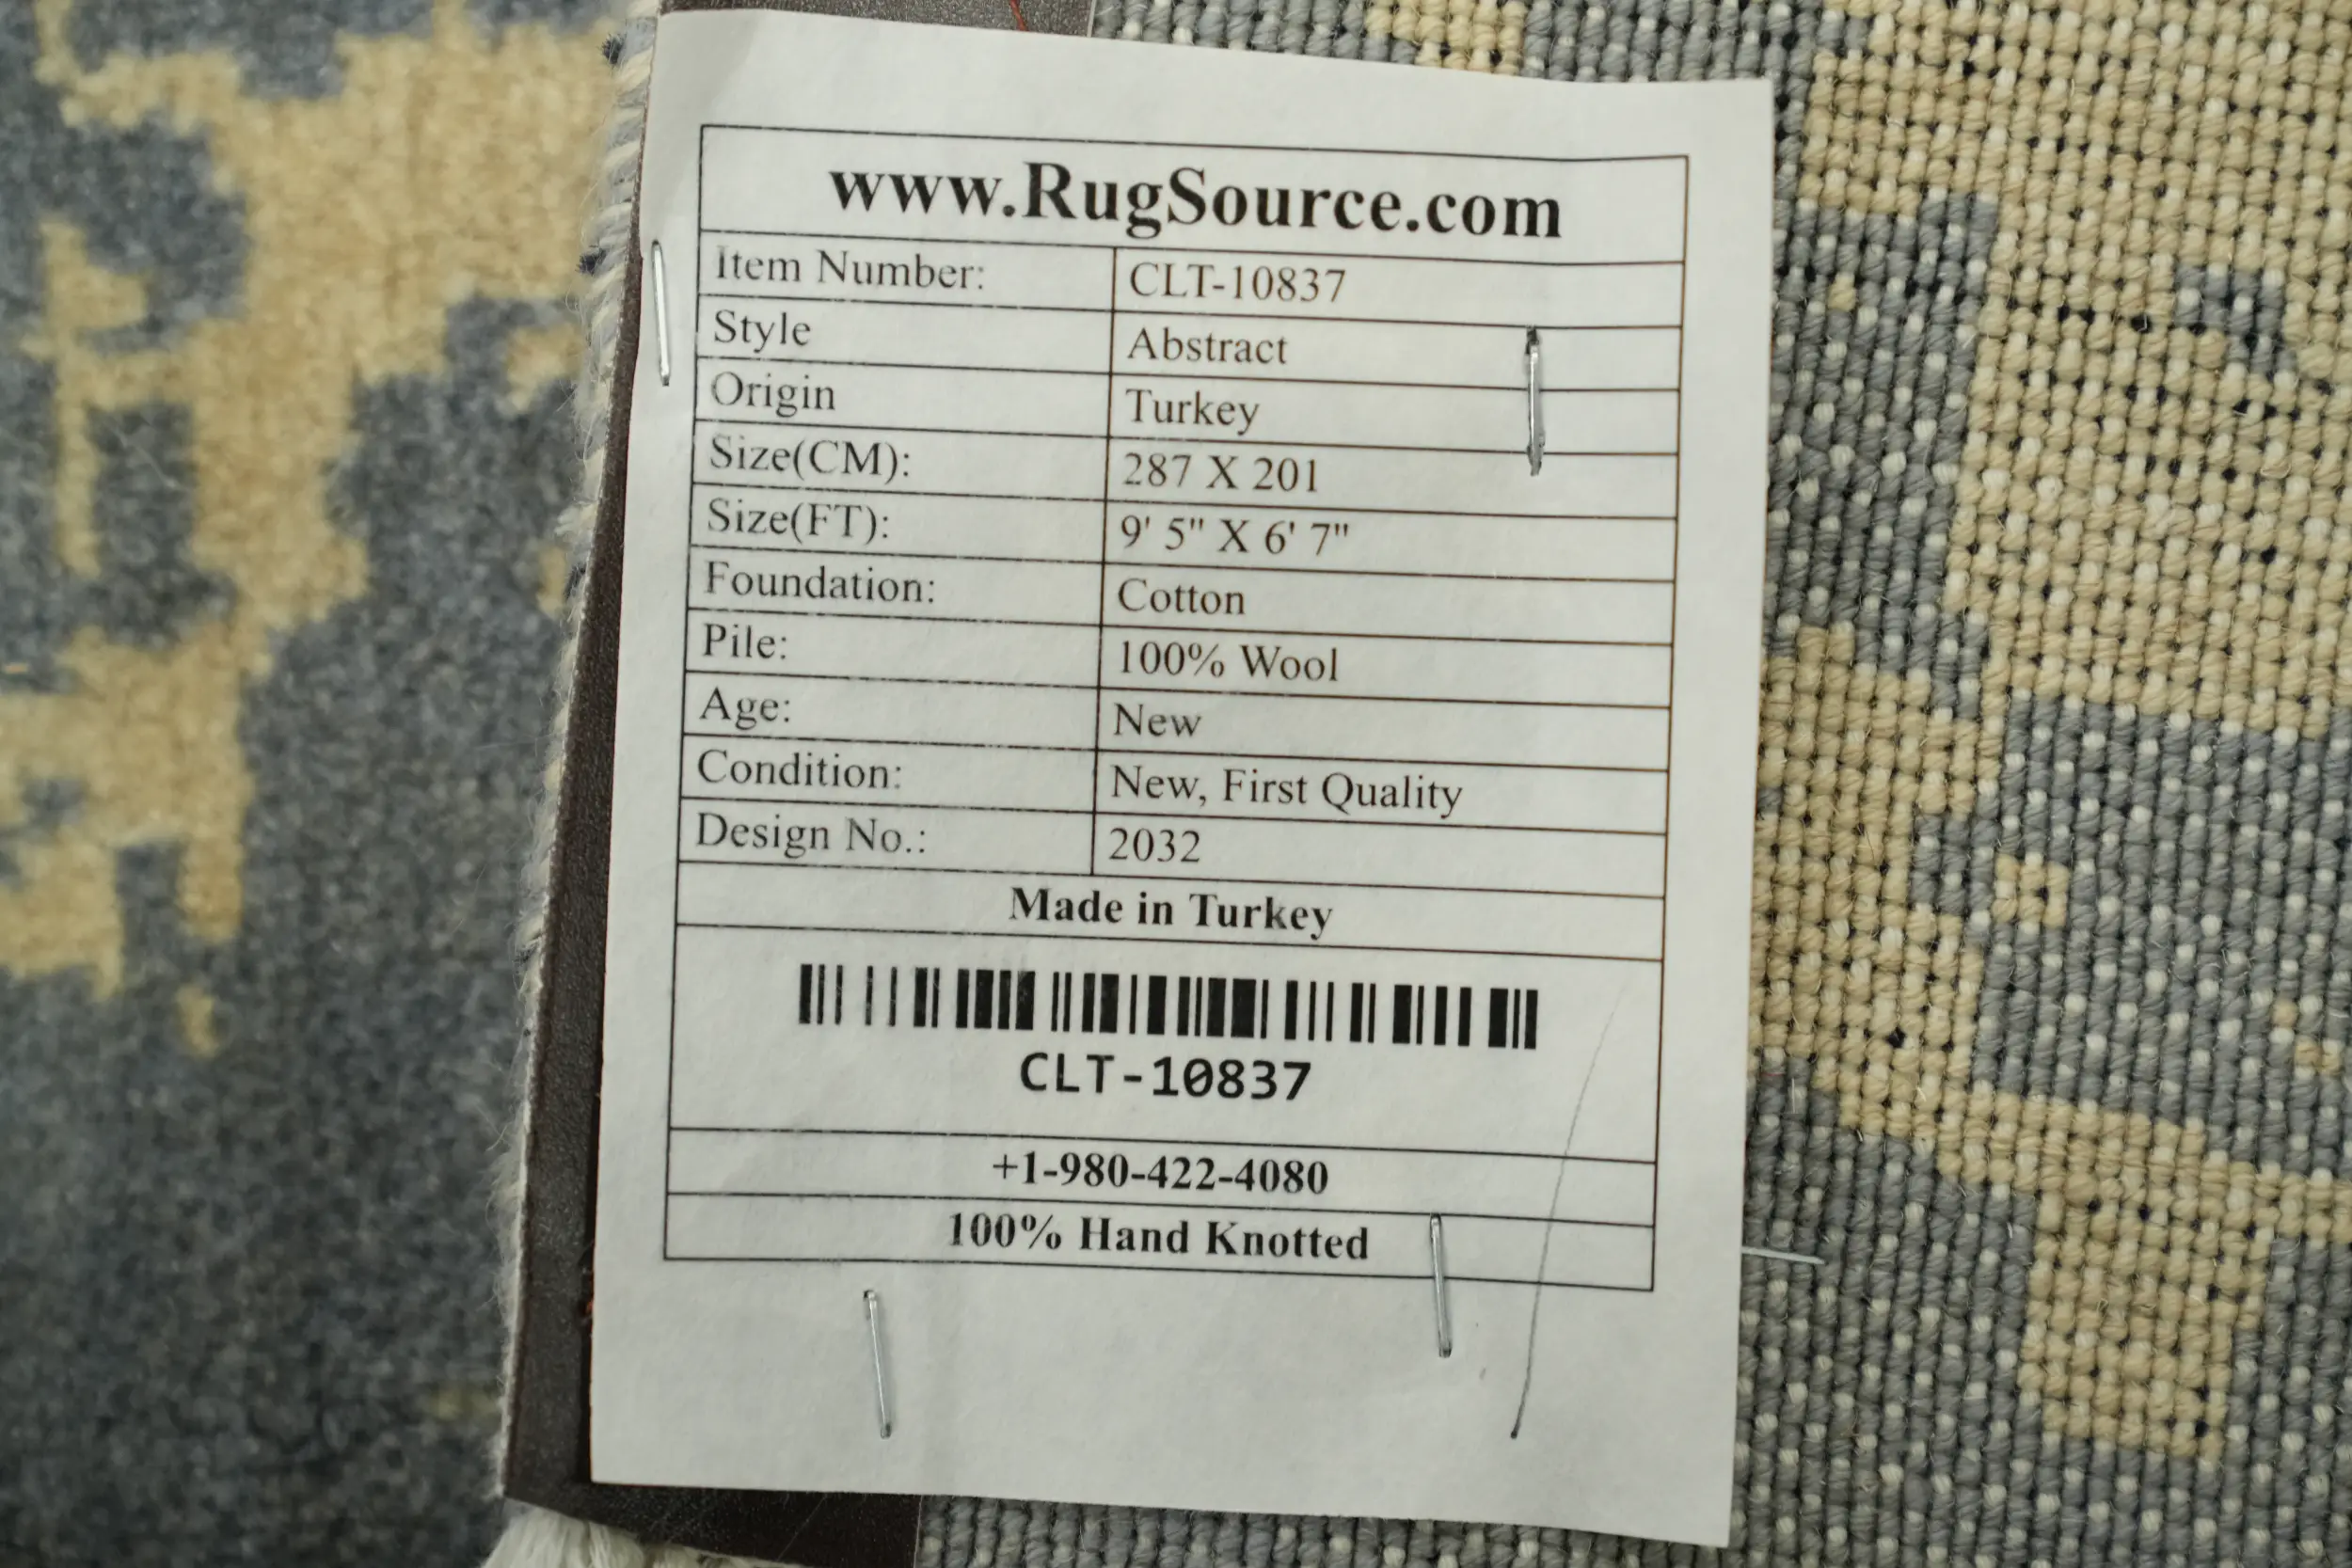 www.RugSource.com
Item Number: CLT-10837
Style Abstract
Origin Turkey
Size(CM): 287 X 201
Size(FT): 9' 5" X 6' 7"
Foundation: Cotton
Pile: 100% Wool
Age: New
Condition: New, First Quality
Design No.: 2032
Made in Turkey
CLT-10837
+1-980-422-4080
100% Hand Knotted